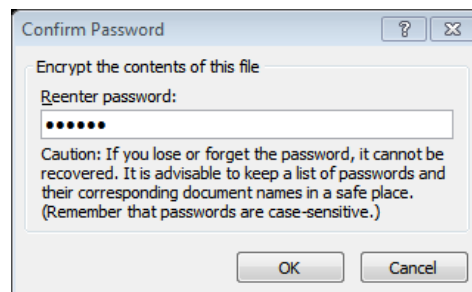 Confirm Password
Encrypt the contents of this file
Reenter password:
••••••
Caution: If you lose or forget the password, it cannot be
recovered. It is advisable to keep a list of passwords and
their corresponding document names in a safe place.
(Remember that passwords are case-sensitive.)
OK Cancel